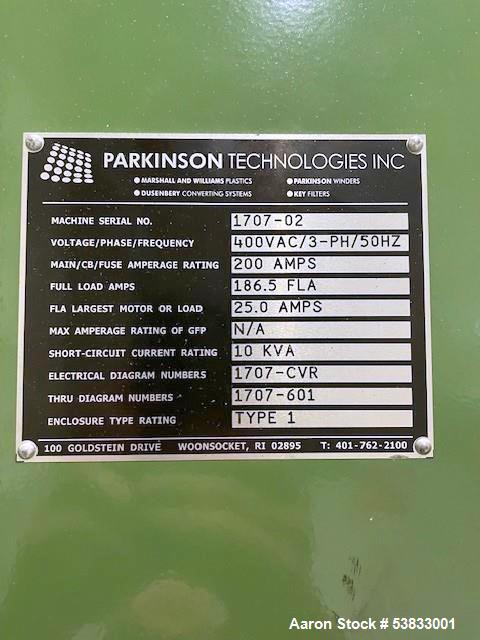 PARKINSON TECHNOLOGIES INC
● MARSHALL AND WILLIAMS PLASTICS ● PARKINSON WINDERS
● DUSENBERY CONVERTING SYSTEMS ● KEY FILTERS
MACHINE SERIAL NO. 1707-02
VOLTAGE/PHASE/FREQUENCY 400VAC/3-PH/50HZ
MAIN/CB/FUSE AMPERAGE RATING 200 AMPS
FULL LOAD AMPS 186.5 FLA
FLA LARGEST MOTOR OR LOAD 25.0 AMPS
MAX AMPERAGE RATING OF GFP N/A
SHORT-CIRCUIT CURRENT RATING 10 KVA
ELECTRICAL DIAGRAM NUMBERS 1707-CVR
THRU DIAGRAM NUMBERS 1707-601
ENCLOSURE TYPE RATING TYPE 1
100 GOLDSTEIN DRIVE WOONSOCKET, RI 02895 T: 401-762-2100
Aaron Stock # 53833001